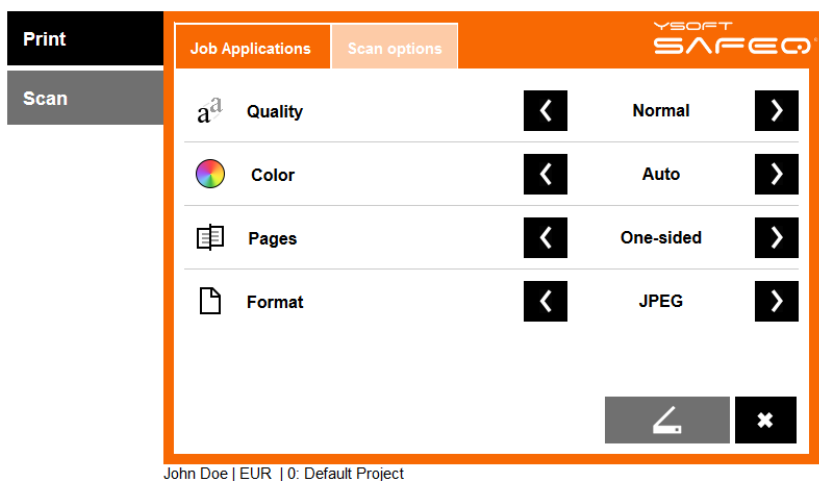 Print
Scan
Job Applications
Scan options
YSOFT
SAFEQ
aa Quality Normal
Color Auto
Pages One-sided
Format JPEG
John Doe | EUR | 0: Default Project